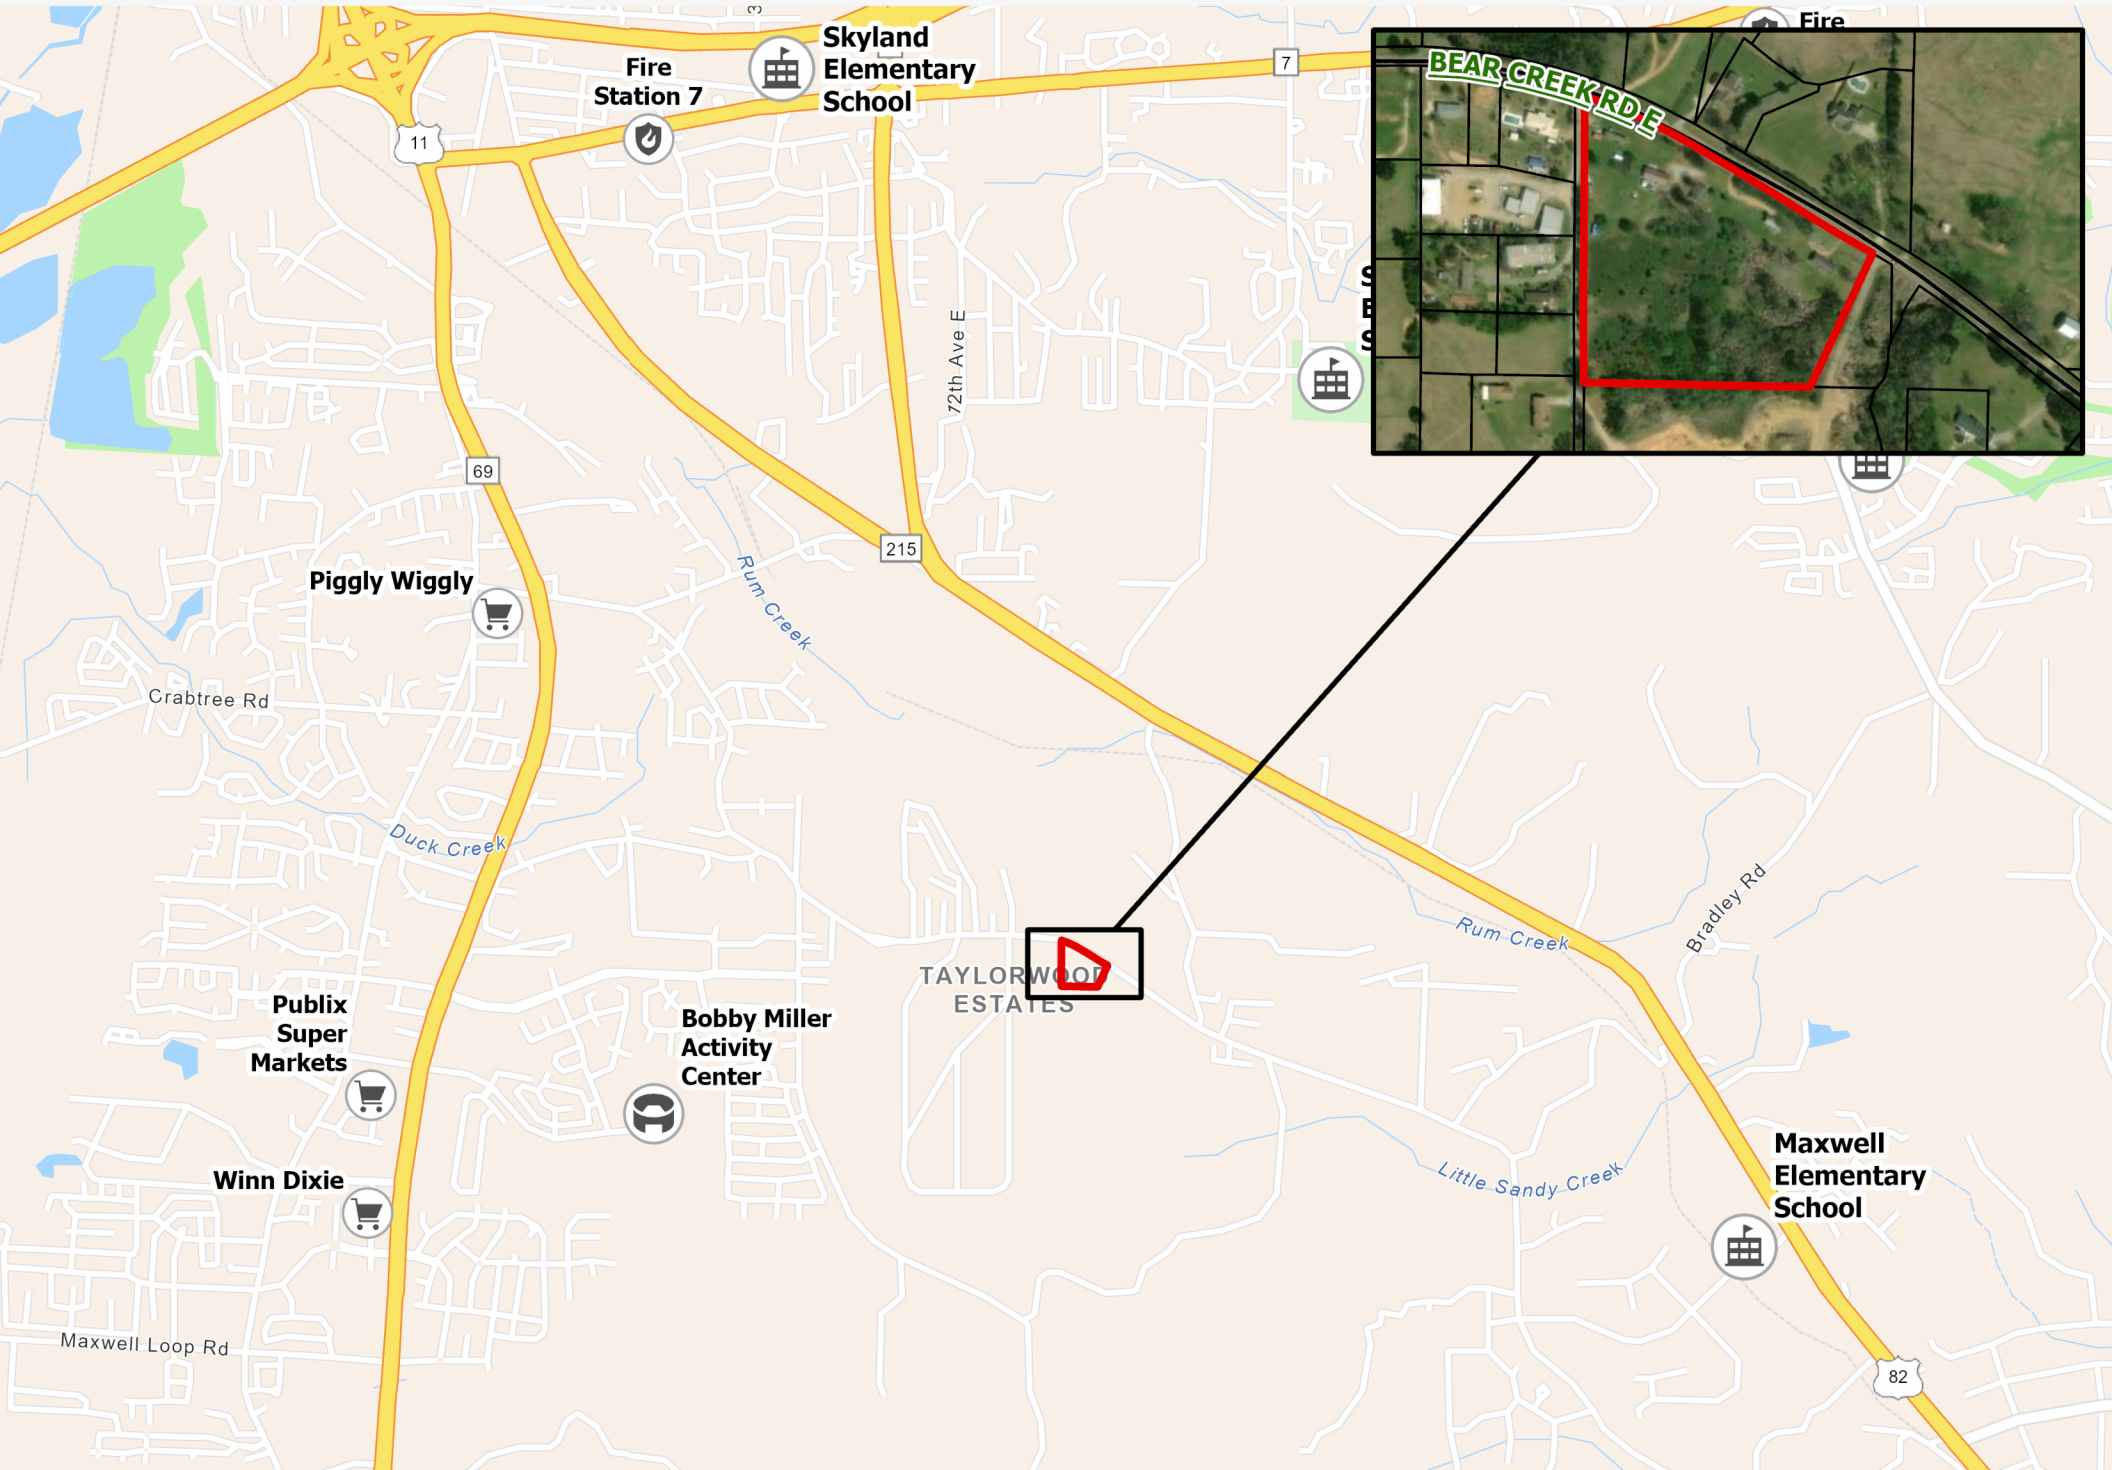 Skyland
Elementary
School
Fire
Station 7
Fire
7
11
BEAR CREEK RD E
72th Ave E
69
215
Rum Creek
Piggly Wiggly
Crabtree Rd
Duck Creek
Bradley Rd
Rum Creek
TAYLORWOOD
ESTATES
Publix
Super
Markets
Bobby Miller
Activity
Center
Winn Dixie
Little Sandy Creek
Maxwell
Elementary
School
Maxwell Loop Rd
82